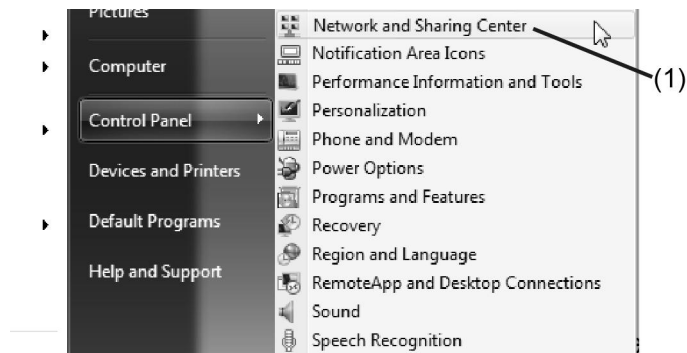 Pictures
Computer
Control Panel
Devices and Printers
Default Programs
Help and Support
Network and Sharing Center
Notification Area Icons
Performance Information and Tools
Personalization
Phone and Modem
Power Options
Programs and Features
Recovery
Region and Language
RemoteApp and Desktop Connections
Sound
Speech Recognition
(1)